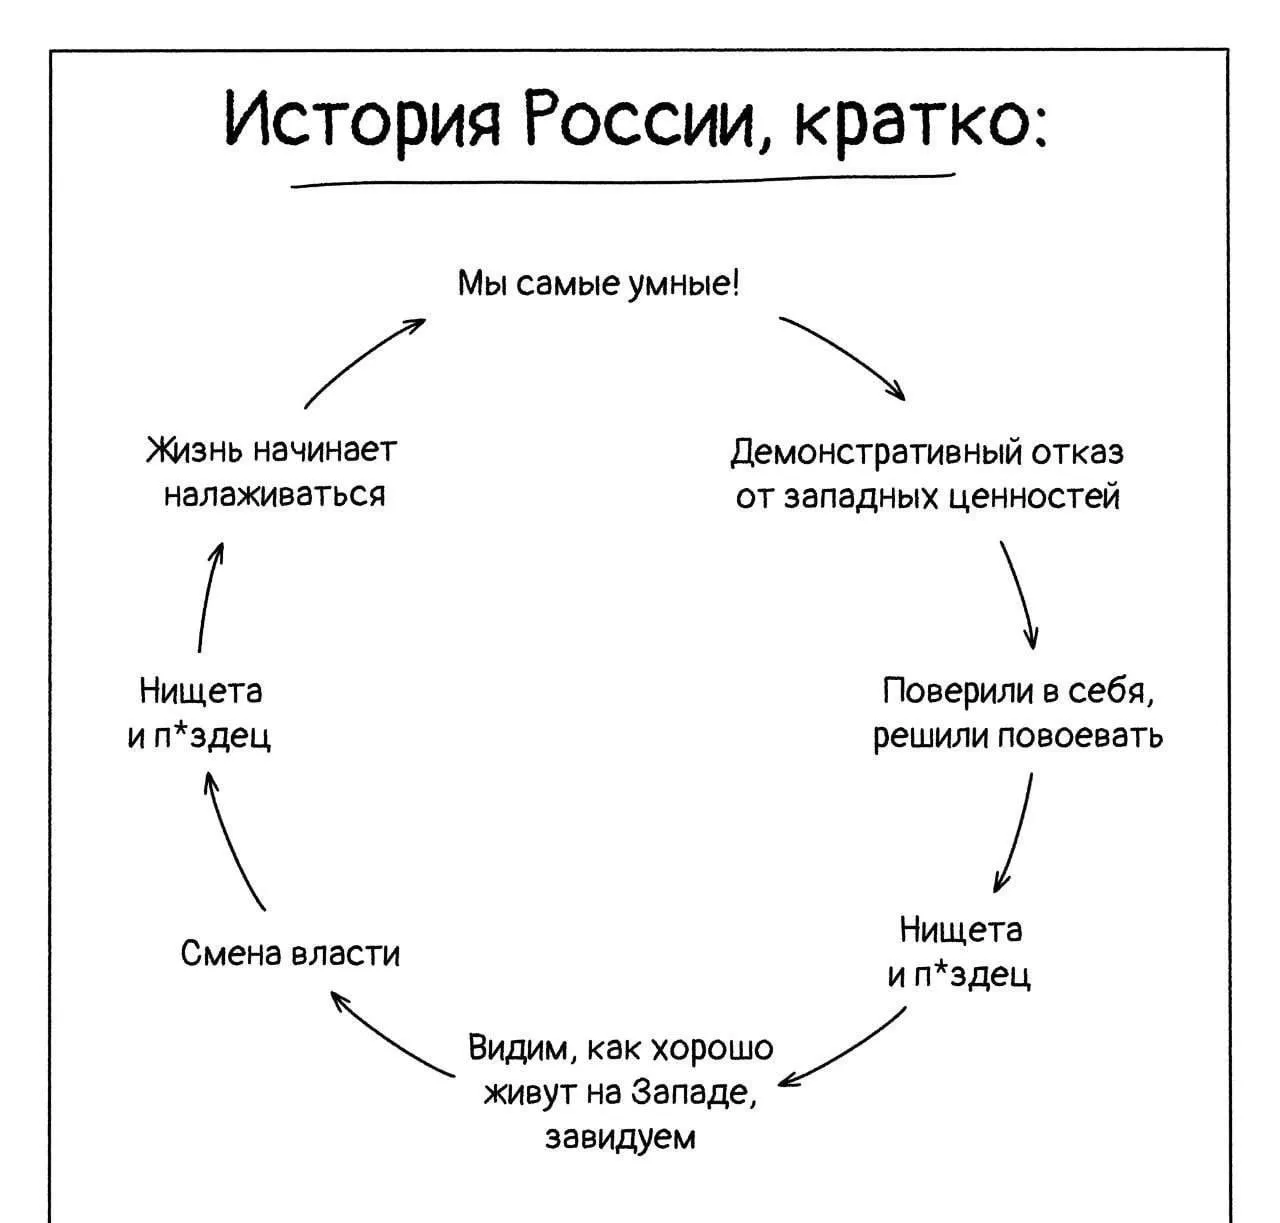 История России, кратко:
Мы самые умные!
Демонстративный отказ
от западных ценностей
Поверили в себя,
решили повоевать
Нищета
и п*здец
Видим, как хорошо
живут на Западе,
завидуем
Смена власти
Нищета
и п*здец
Жизнь начинает
налаживаться